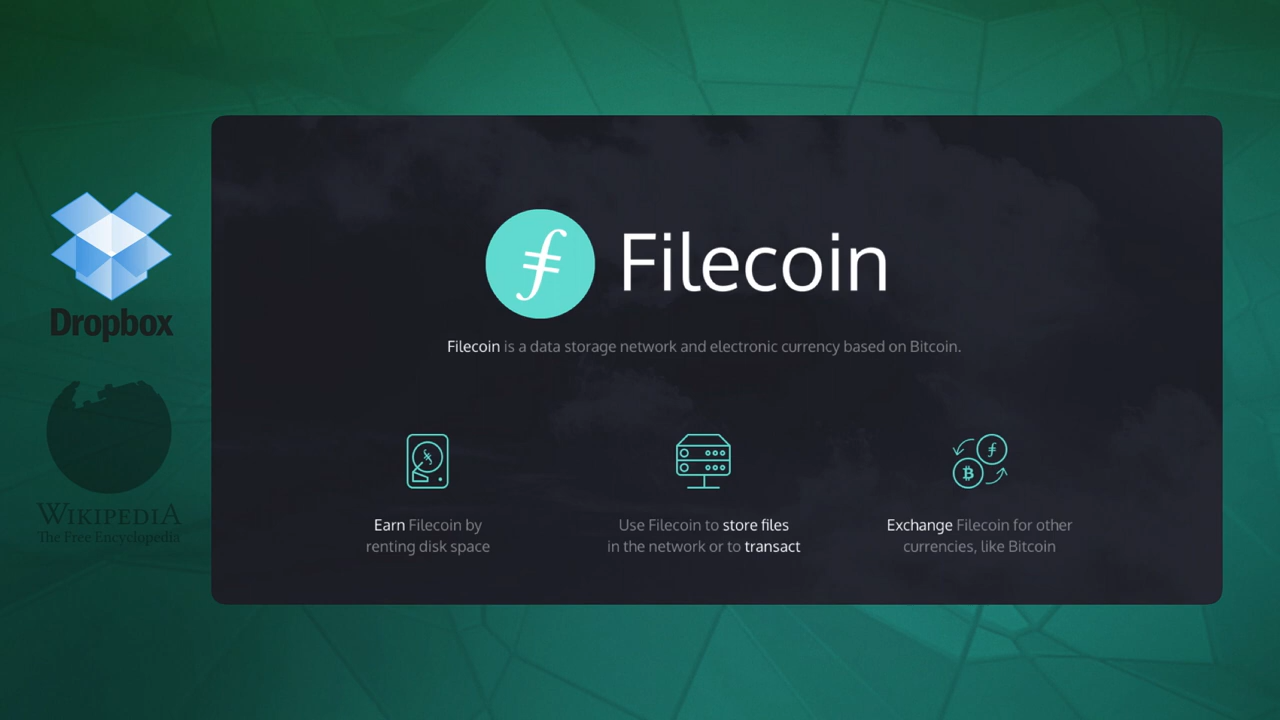 Dropbox
WIKIPEDIA
The Free Encyclopedia
Filecoin
Filecoin is a data storage network and electronic currency based on Bitcoin.
Earn Filecoin by
renting disk space
Use Filecoin to store files
in the network or to transact
Exchange Filecoin for other
currencies, like Bitcoin